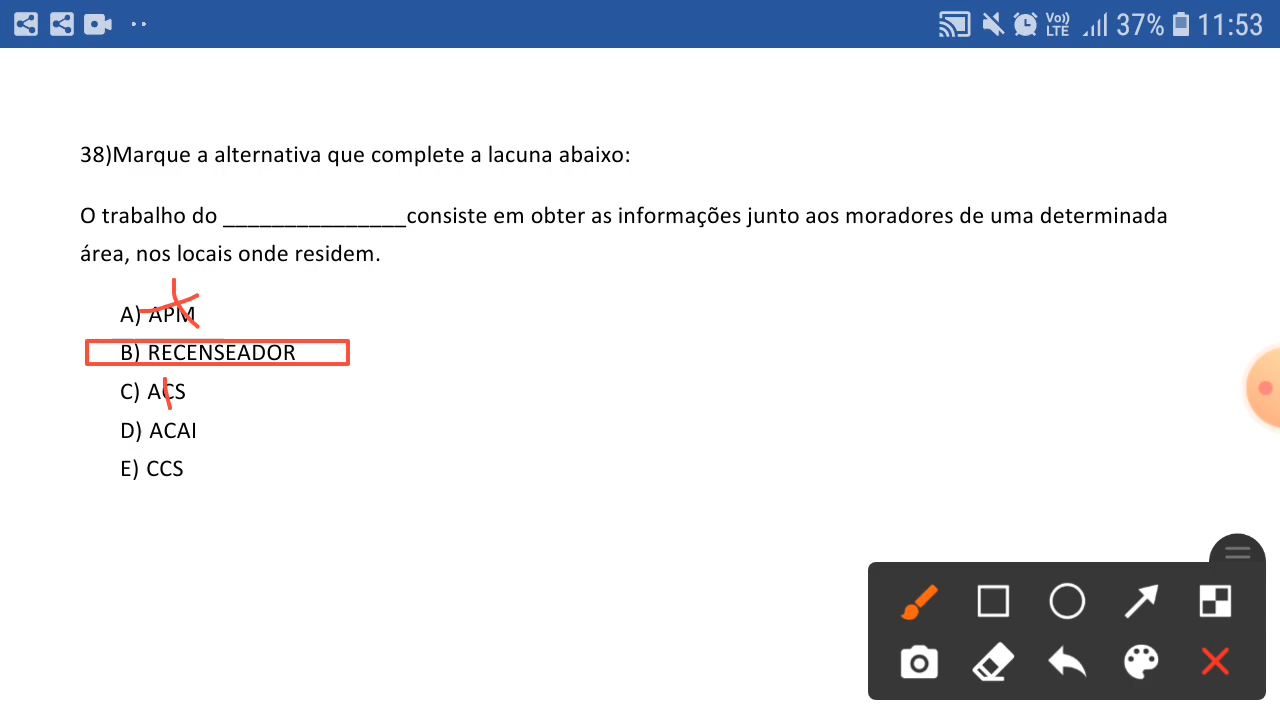 37% 11:53
Vo)) LTE
38)Marque a alternativa que complete a lacuna abaixo:
O trabalho do _______________consiste em obter as informações junto aos moradores de uma determinada
área, nos locais onde residem.
A) APM
B) RECENSEADOR
C) ACS
D) ACAI
E) CCS